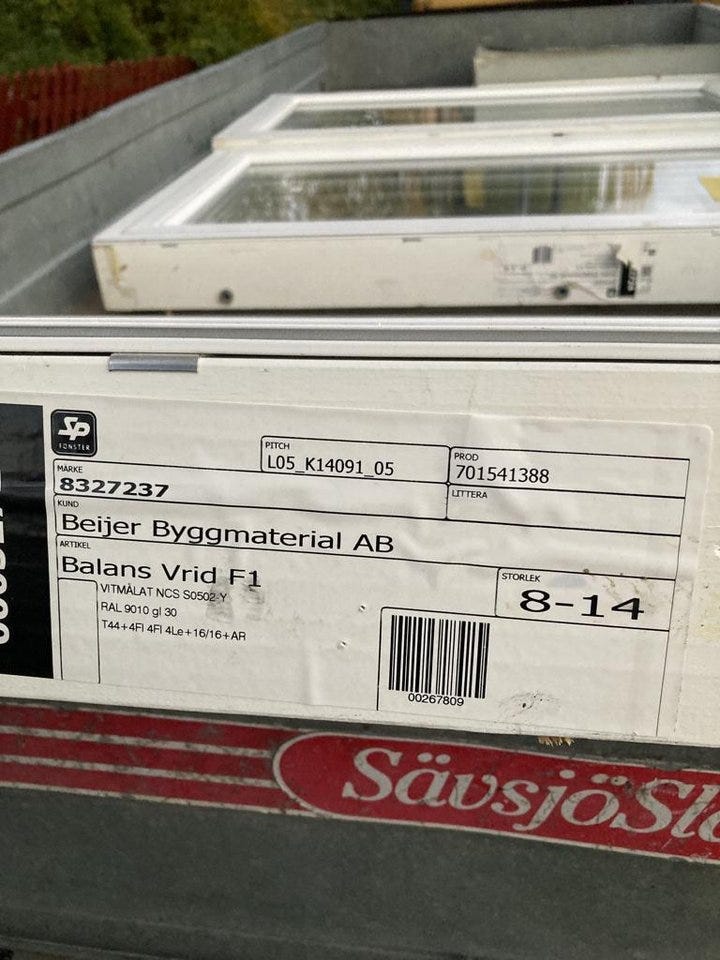 SP
FÖNSTER
PITCH
L05_K14091_05
PROD
701541388
MÄRKE
8327237
LITTERA
KUND
Beijer Byggmaterial AB
ARTIKEL
Balans Vrid F1
STORLEK
8-14
VITMÅLAT NCS S0502-Y
RAL 9010 gl 30
T44+4Fl 4Fl 4Le+16/16+AR
00267809
SävsjöSlä